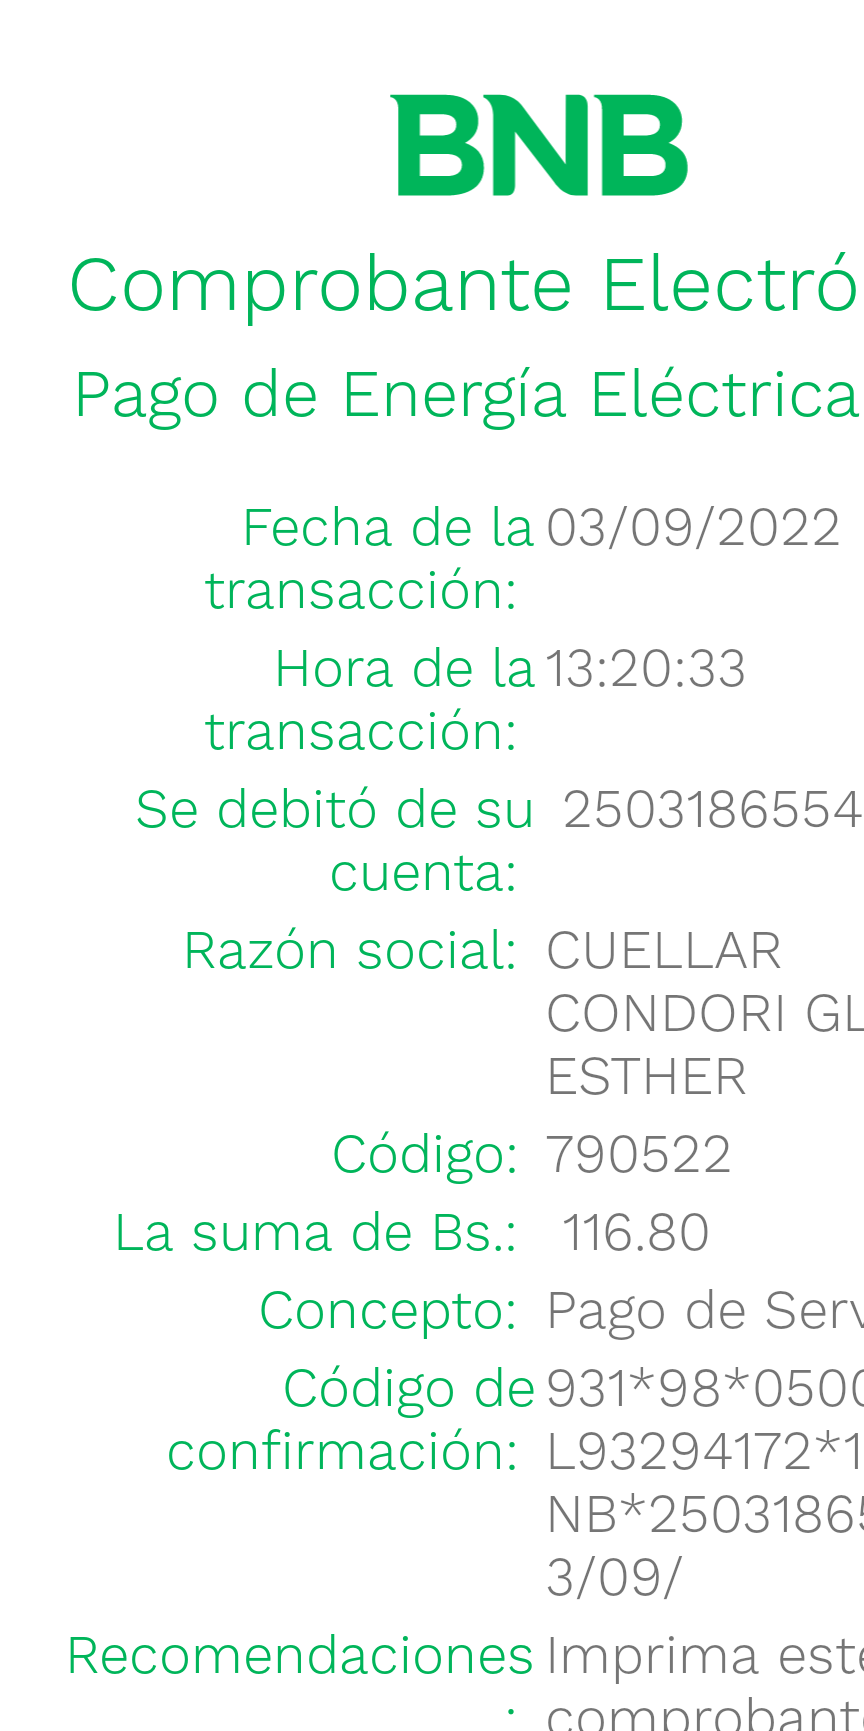 BNB
Comprobante Electró
Pago de Energía Eléctrica
Fecha de la 03/09/2022
transacción:
Hora de la 13:20:33
transacción:
Se debitó de su 2503186554
cuenta:
Razón social: CUELLAR
CONDORI GL
ESTHER
Código: 790522
La suma de Bs.: 116.80
Concepto: Pago de Serv
Código de 931*98*0500
confirmación: L93294172*1
NB*25031865
3/09/
Recomendaciones Imprima este
: comprobante